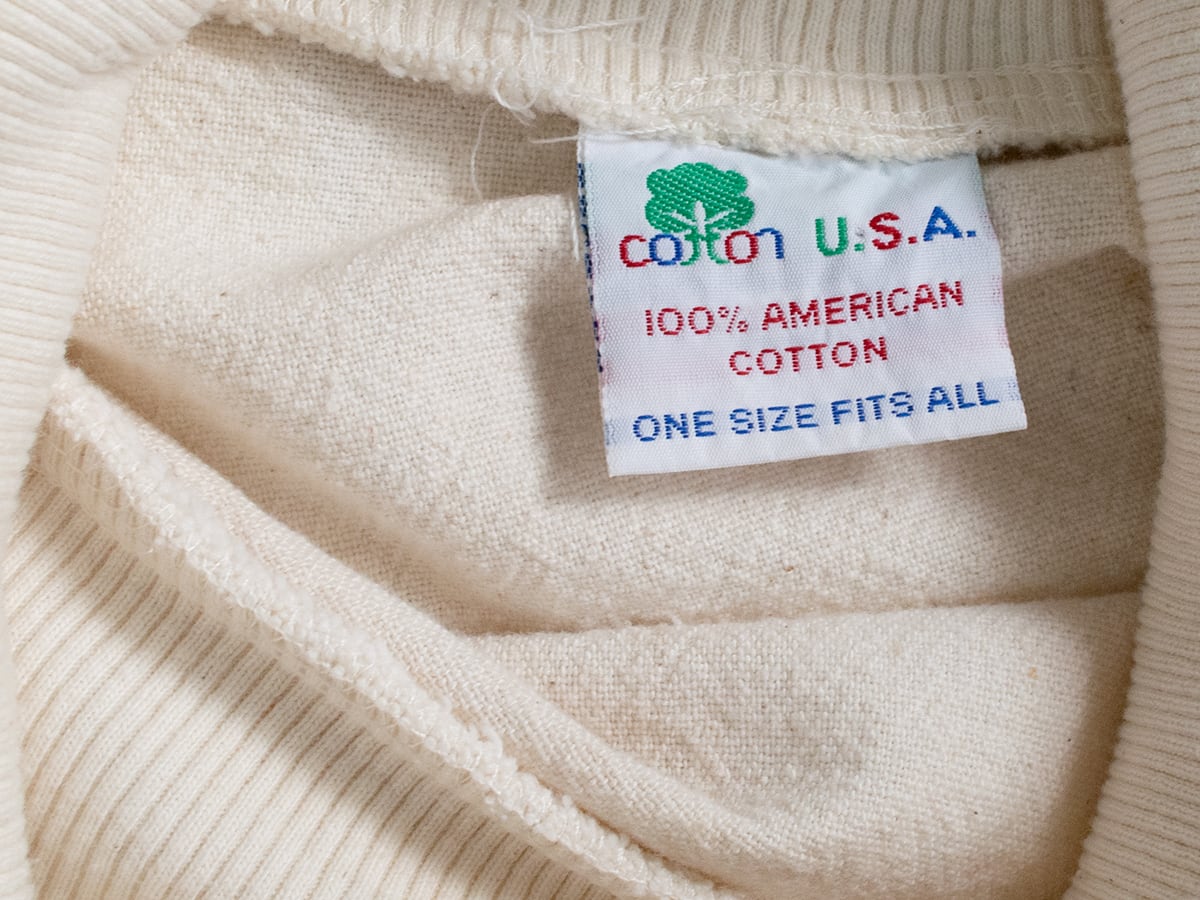 cotton U.S.A.
100% AMERICAN
COTTON
ONE SIZE FITS ALL